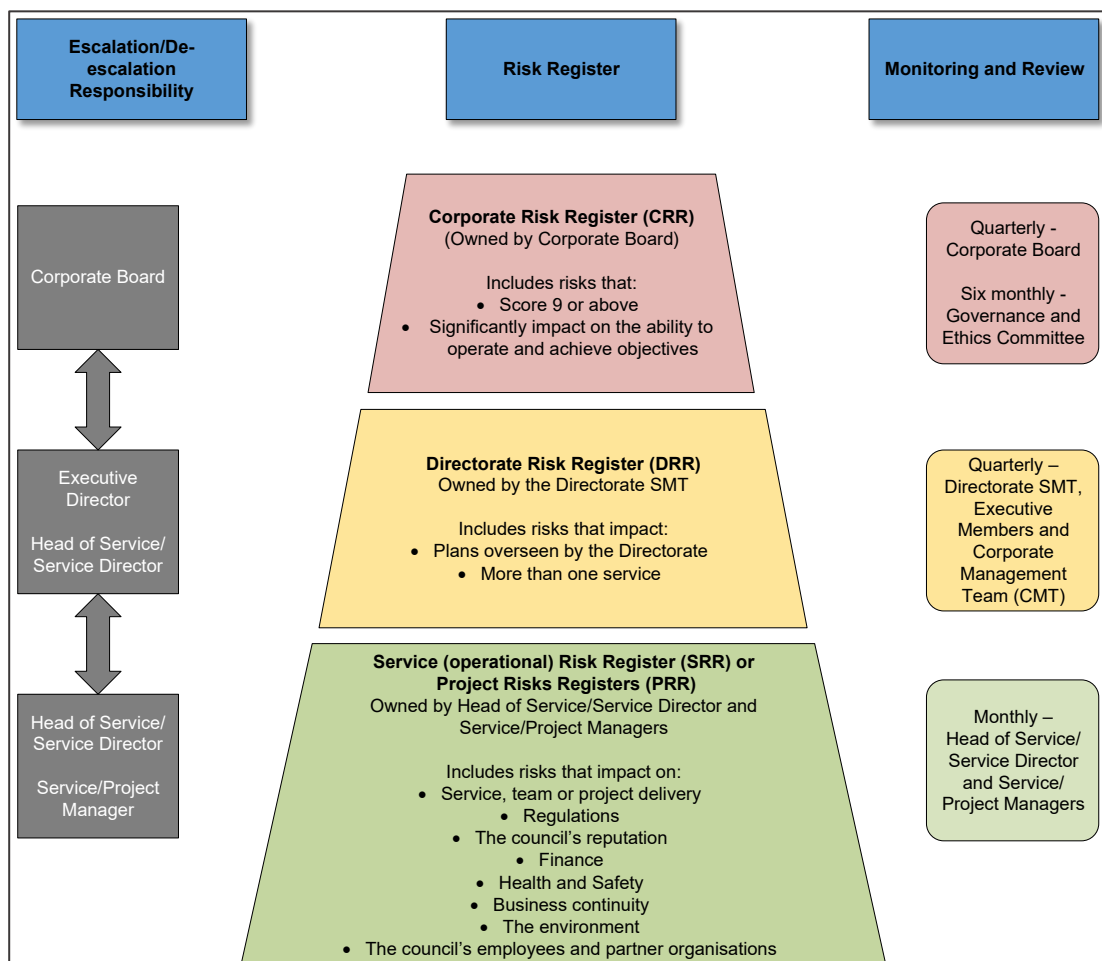 Escalation/De-
escalation
Responsibility
Risk Register
Monitoring and Review
Corporate Board
Corporate Risk Register (CRR)
(Owned by Corporate Board)
Includes risks that:
• Score 9 or above
• Significantly impact on the ability to
operate and achieve objectives
Quarterly -
Corporate Board
Six monthly -
Governance and
Ethics Committee
Executive
Director
Head of Service/
Service Director
Directorate Risk Register (DRR)
Owned by the Directorate SMT
Includes risks that impact:
• Plans overseen by the Directorate
• More than one service
Quarterly –
Directorate SMT,
Executive
Members and
Corporate
Management
Team (CMT)
Head of Service/
Service Director
Service/Project
Manager
Service (operational) Risk Register (SRR) or
Project Risks Registers (PRR)
Owned by Head of Service/Service Director and
Service/Project Managers
Includes risks that impact on:
• Service, team or project delivery
• Regulations
• The council’s reputation
• Finance
• Health and Safety
• Business continuity
• The environment
• The council’s employees and partner organisations
Monthly –
Head of Service/
Service Director
and Service/
Project Managers